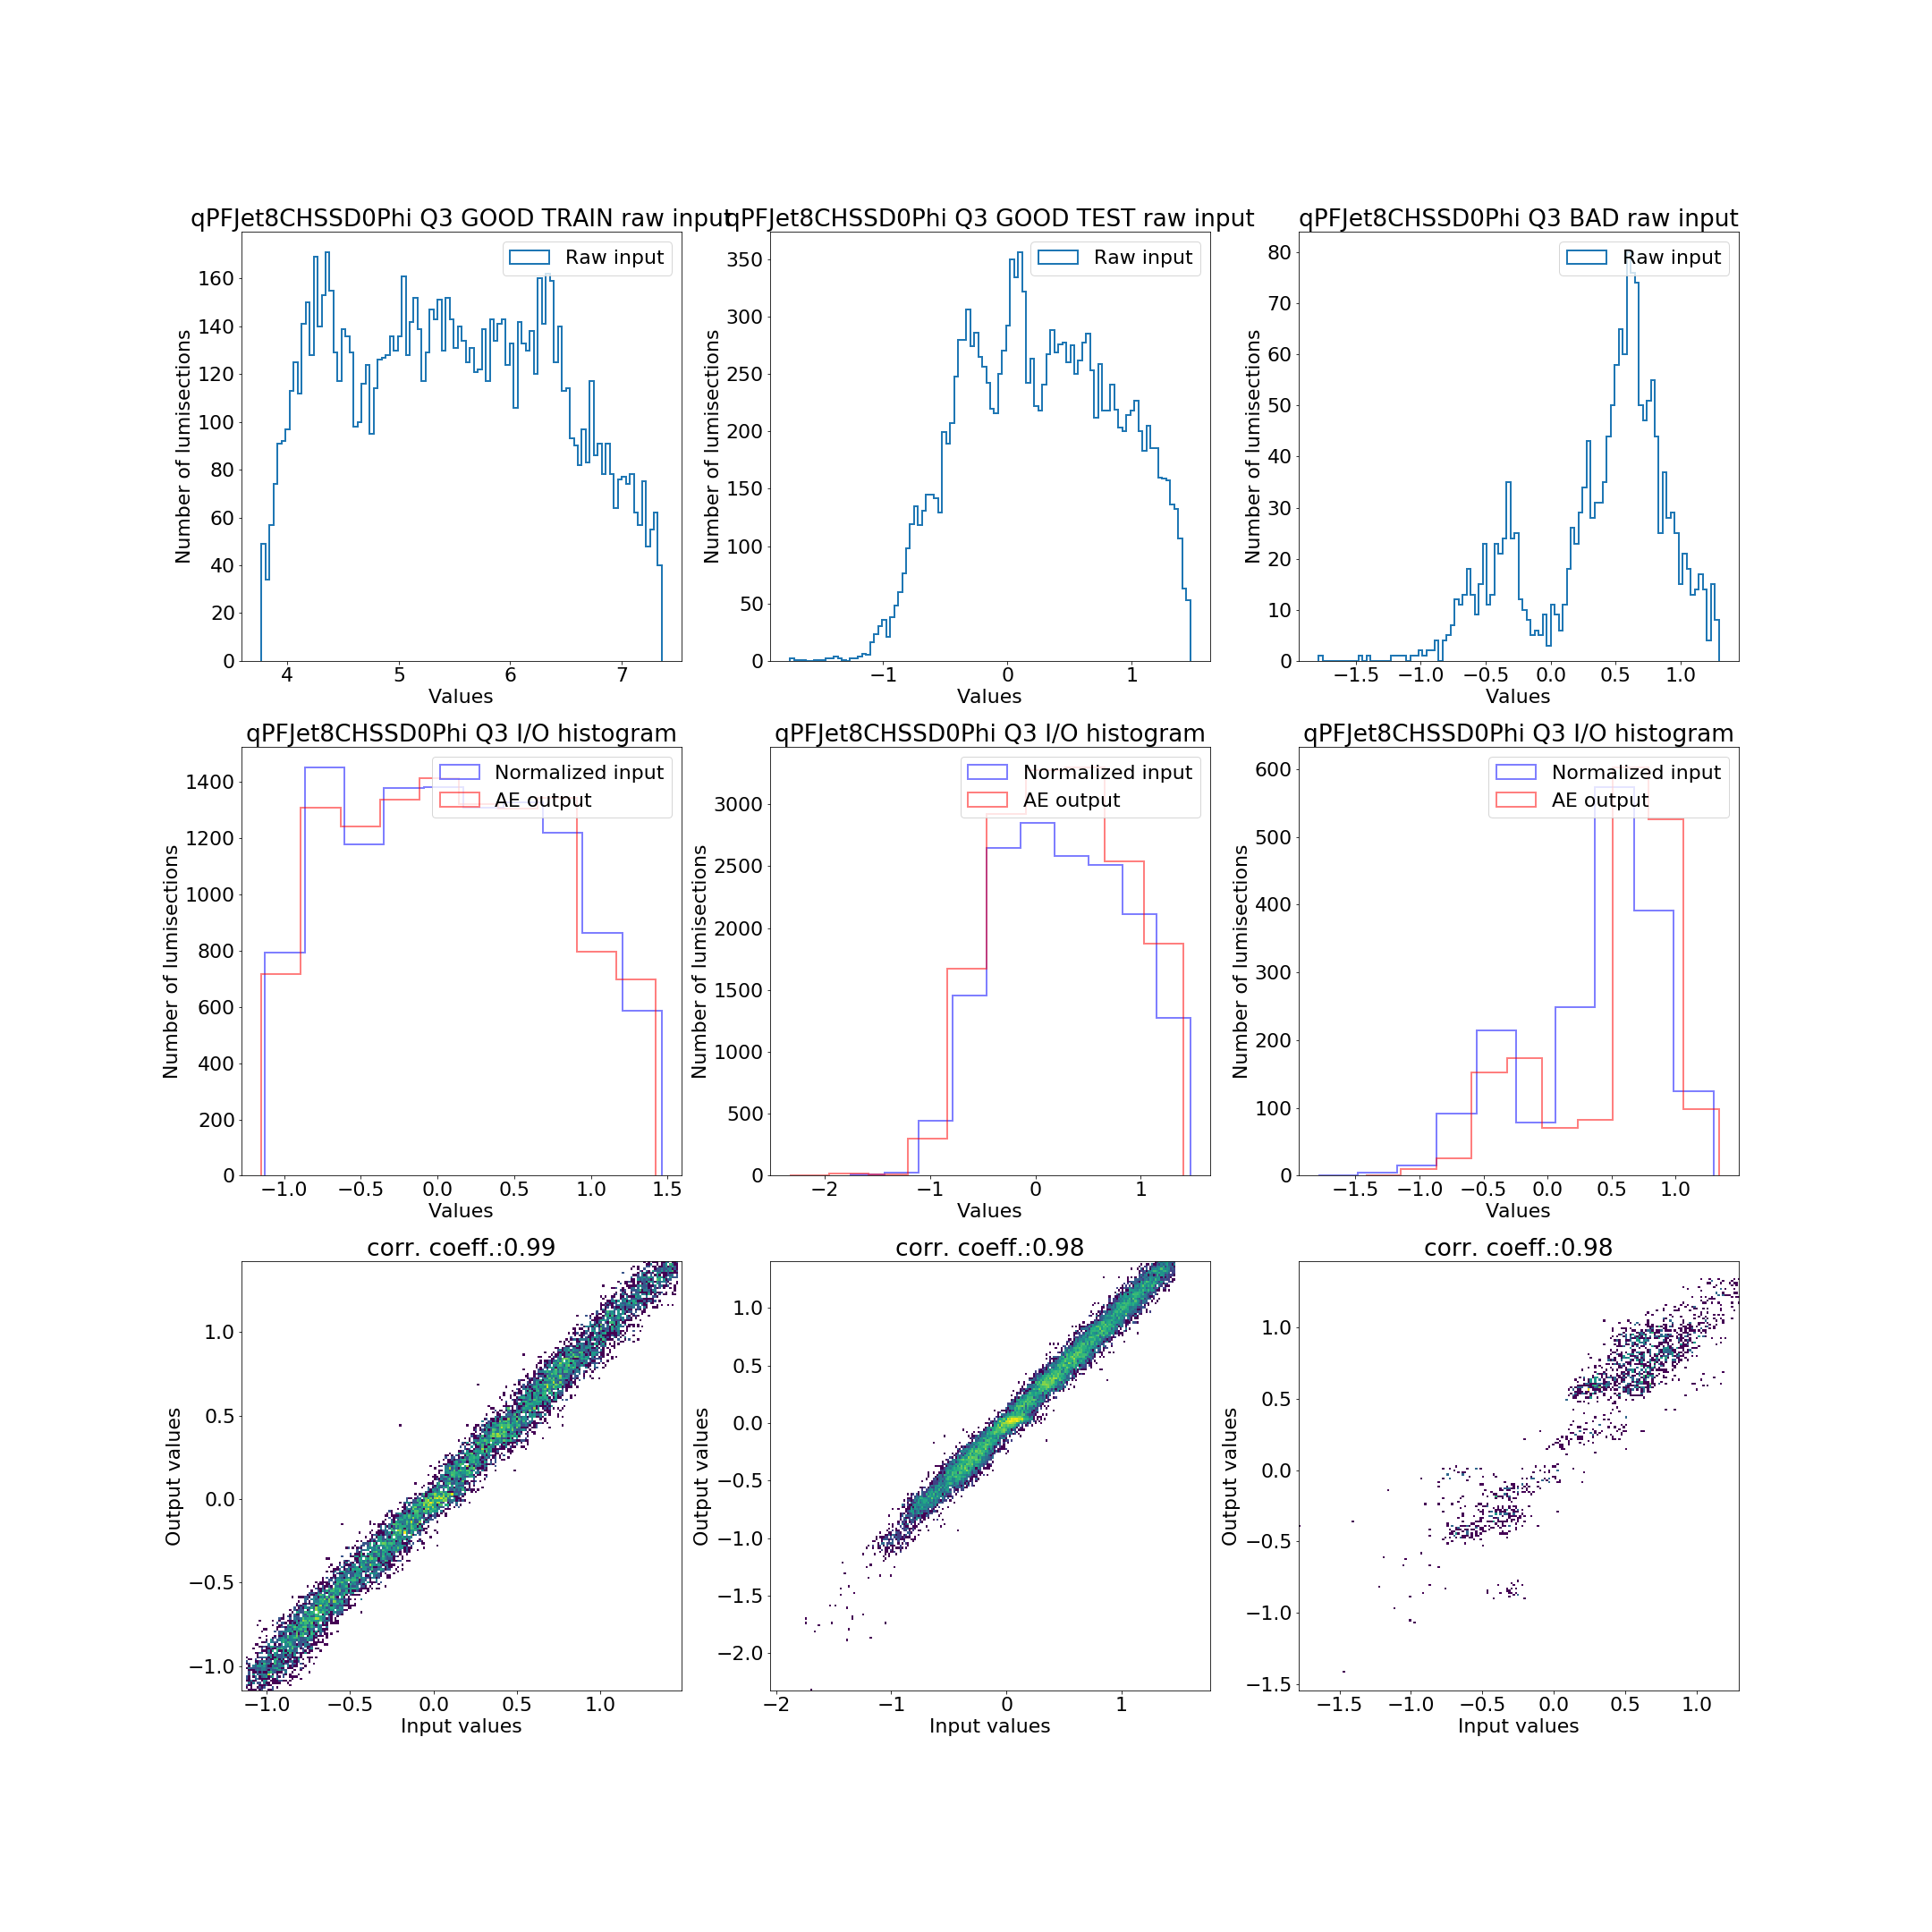 qPFJet8CHSSD0Phi Q3 GOOD TRAIN raw input
Raw input
Number of lumisections
160
140
120
100
80
60
40
20
0
4 5 6 7
Values
qPFJet8CHSSD0Phi Q3 GOOD TEST raw input
Raw input
Number of lumisections
350
300
250
200
150
100
50
0
−1 0 1
Values
qPFJet8CHSSD0Phi Q3 BAD raw input
Raw input
Number of lumisections
80
70
60
50
40
30
20
10
0
−1.5 −1.0 −0.5 0.0 0.5 1.0
Values
qPFJet8CHSSD0Phi Q3 I/O histogram
Normalized input
AE output
Number of lumisections
1400
1200
1000
800
600
400
200
0
−1.0 −0.5 0.0 0.5 1.0 1.5
Values
qPFJet8CHSSD0Phi Q3 I/O histogram
Normalized input
AE output
Number of lumisections
3000
2500
2000
1500
1000
500
0
−2 −1 0 1
Values
qPFJet8CHSSD0Phi Q3 I/O histogram
Normalized input
AE output
Number of lumisections
600
500
400
300
200
100
0
−1.5 −1.0 −0.5 0.0 0.5 1.0
Values
corr. coeff.:0.99
Output values
1.0
0.5
0.0
−0.5
−1.0
−1.0 −0.5 0.0 0.5 1.0
Input values
corr. coeff.:0.98
Output values
1.0
0.5
0.0
−0.5
−1.0
−1.5
−2.0
−2 −1 0 1
Input values
corr. coeff.:0.98
Output values
1.0
0.5
0.0
−0.5
−1.0
−1.5
−1.5 −1.0 −0.5 0.0 0.5 1.0
Input values